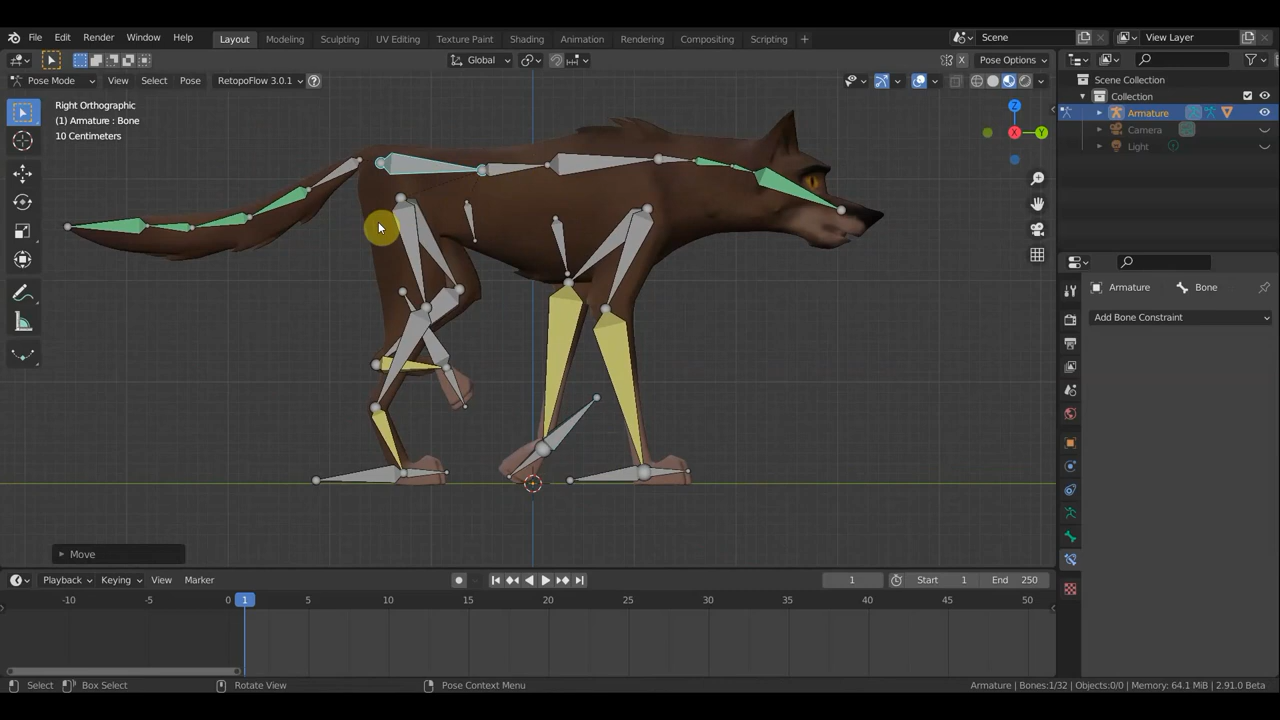 File Edit Render Window Help Layout Modeling Sculpting UV Editing Texture Paint Shading Animation Rendering Compositing Scripting + Scene View Layer
Global X Pose Options
Pose Mode View Select Pose RetopoFlow 3.0.1 ?
Right Orthographic
(1) Armature : Bone
10 Centimeters
Z
X
Y
Scene Collection
Collection
Armature
Camera
Light
Armature Bone
Add Bone Constraint
Move
Playback Keying View Marker 1 Start 1 End 250
-10 -5 0 1 5 10 15 20 25 30 35 40 45 50
Select Box Select Rotate View Pose Context Menu Armature | Bones:1/32 | Objects:0/0 | Memory: 64.1 MiB | 2.91.0 Beta